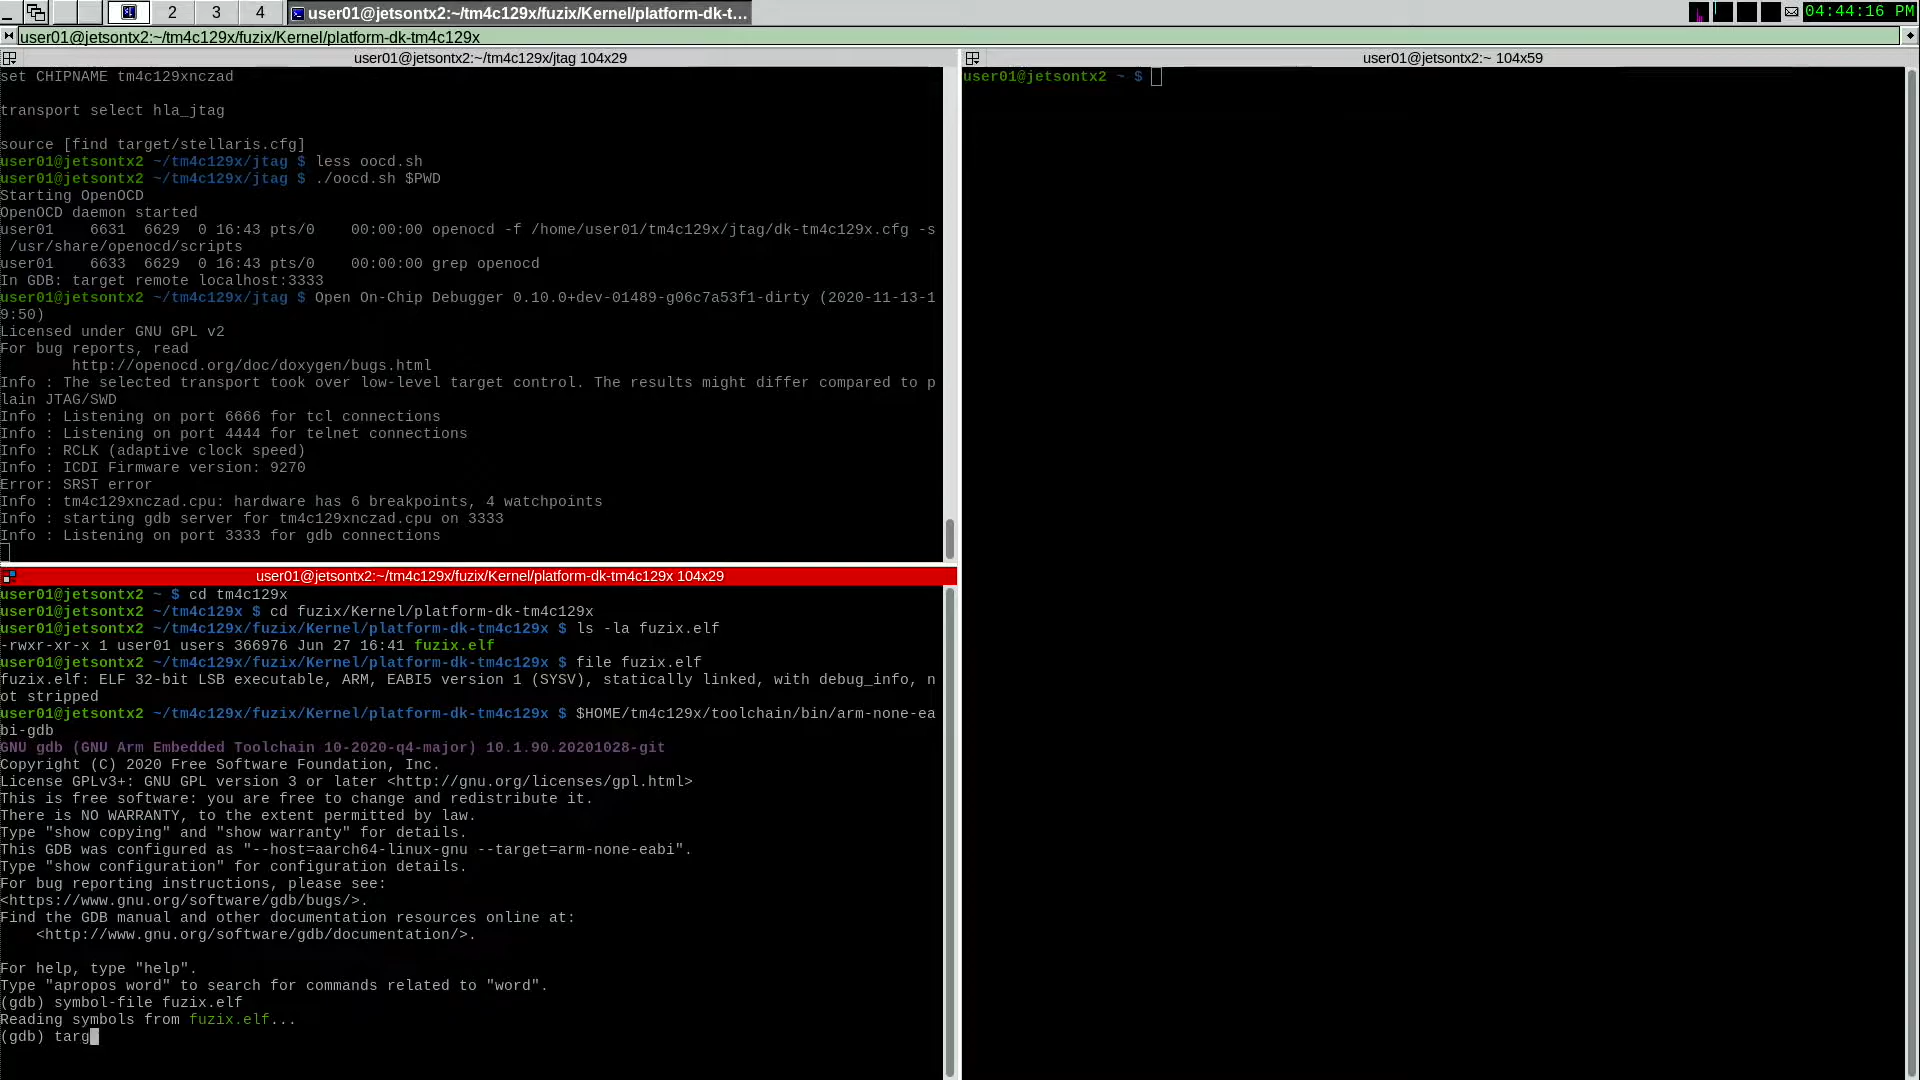 2 3 4 user01@jetsontx2:~/tm4c129x/fuzix/Kernel/platform-dk-t... 04:44:16 PM
user01@jetsontx2:~/tm4c129x/fuzix/Kernel/platform-dk-tm4c129x
user01@jetsontx2:~/tm4c129x/jtag 104x29
set CHIPNAME tm4c129xnczad
transport select hla_jtag
source [find target/stellaris.cfg]
user01@jetsontx2 ~/tm4c129x/jtag $ less oocd.sh
user01@jetsontx2 ~/tm4c129x/jtag $ ./oocd.sh $PWD
Starting OpenOCD
OpenOCD daemon started
user01    6631  6629  0 16:43 pts/0    00:00:00 openocd -f /home/user01/tm4c129x/jtag/dk-tm4c129x.cfg -s
 /usr/share/openocd/scripts
user01    6633  6629  0 16:43 pts/0    00:00:00 grep openocd
In GDB: target remote localhost:3333
user01@jetsontx2 ~/tm4c129x/jtag $ Open On-Chip Debugger 0.10.0+dev-01489-g06c7a53f1-dirty (2020-11-13-1
9:50)
Licensed under GNU GPL v2
For bug reports, read
        http://openocd.org/doc/doxygen/bugs.html
Info : The selected transport took over low-level target control. The results might differ compared to p
lain JTAG/SWD
Info : Listening on port 6666 for tcl connections
Info : Listening on port 4444 for telnet connections
Info : RCLK (adaptive clock speed)
Info : ICDI Firmware version: 9270
Error: SRST error
Info : tm4c129xnczad.cpu: hardware has 6 breakpoints, 4 watchpoints
Info : starting gdb server for tm4c129xnczad.cpu on 3333
Info : Listening on port 3333 for gdb connections
user01@jetsontx2:~/tm4c129x/fuzix/Kernel/platform-dk-tm4c129x 104x29
user01@jetsontx2 ~ $ cd tm4c129x
user01@jetsontx2 ~/tm4c129x $ cd fuzix/Kernel/platform-dk-tm4c129x
user01@jetsontx2 ~/tm4c129x/fuzix/Kernel/platform-dk-tm4c129x $ ls -la fuzix.elf
-rwxr-xr-x 1 user01 users 366976 Jun 27 16:41 fuzix.elf
user01@jetsontx2 ~/tm4c129x/fuzix/Kernel/platform-dk-tm4c129x $ file fuzix.elf
fuzix.elf: ELF 32-bit LSB executable, ARM, EABI5 version 1 (SYSV), statically linked, with debug_info, n
ot stripped
user01@jetsontx2 ~/tm4c129x/fuzix/Kernel/platform-dk-tm4c129x $ $HOME/tm4c129x/toolchain/bin/arm-none-ea
bi-gdb
GNU gdb (GNU Arm Embedded Toolchain 10-2020-q4-major) 10.1.90.20201028-git
Copyright (C) 2020 Free Software Foundation, Inc.
License GPLv3+: GNU GPL version 3 or later <http://gnu.org/licenses/gpl.html>
This is free software: you are free to change and redistribute it.
There is NO WARRANTY, to the extent permitted by law.
Type "show copying" and "show warranty" for details.
This GDB was configured as "--host=aarch64-linux-gnu --target=arm-none-eabi".
Type "show configuration" for configuration details.
For bug reporting instructions, please see:
<https://www.gnu.org/software/gdb/bugs/>.
Find the GDB manual and other documentation resources online at:
    <http://www.gnu.org/software/gdb/documentation/>.
For help, type "help".
Type "apropos word" to search for commands related to "word".
(gdb) symbol-file fuzix.elf
Reading symbols from fuzix.elf...
(gdb) targ
user01@jetsontx2:~ 104x59
user01@jetsontx2 ~ $